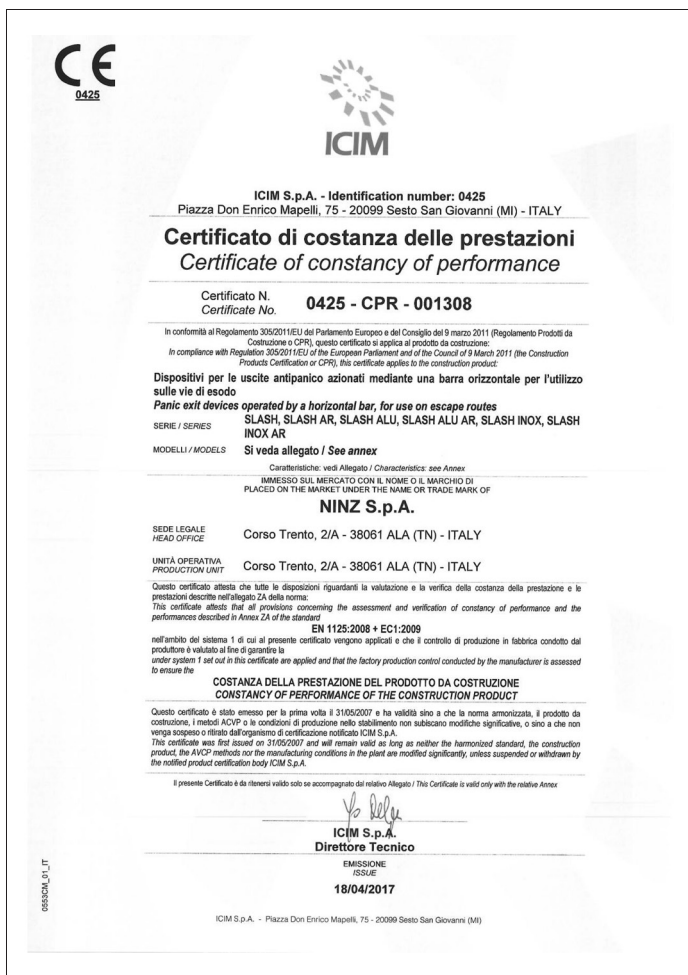 CE
0425
ICIM
ICIM S.p.A. - Identification number: 0425
Piazza Don Enrico Mapelli, 75 - 20099 Sesto San Giovanni (MI) - ITALY
Certificato di costanza delle prestazioni
Certificate of constancy of performance
Certificato N.
Certificate No.
0425 - CPR - 001308
In conformità al Regolamento 305/2011/EU del Parlamento Europeo e del Consiglio del 9 marzo 2011 (Regolamento Prodotti da
Costruzione o CPR), questo certificato si applica al prodotto da costruzione:
In compliance with Regulation 305/2011/EU of the European Parliament and of the Council of 9 March 2011 (the Construction
Products Certification or CPR), this certificate applies to the construction product:
Dispositivi per le uscite antipanico azionati mediante una barra orizzontale per l'utilizzo
sulle vie di esodo
Panic exit devices operated by a horizontal bar, for use on escape routes
SERIE / SERIES
SLASH, SLASH AR, SLASH ALU, SLASH ALU AR, SLASH INOX, SLASH
INOX AR
MODELLI / MODELS
Si veda allegato / See annex
Caratteristiche: vedi Allegato / Characteristics: see Annex
IMMESSO SUL MERCATO CON IL NOME O IL MARCHIO DI
PLACED ON THE MARKET UNDER THE NAME OR TRADE MARK OF
NINZ S.p.A.
SEDE LEGALE
HEAD OFFICE
Corso Trento, 2/A - 38061 ALA (TN) - ITALY
UNITÀ OPERATIVA
PRODUCTION UNIT
Corso Trento, 2/A - 38061 ALA (TN) - ITALY
Questo certificato attesta che tutte le disposizioni riguardanti la valutazione e la verifica della costanza della prestazione e le
prestazioni descritte nell'allegato ZA della norma:
This certificate attests that all provisions concerning the assessment and verification of constancy of performance and the
performances described in Annex ZA of the standard
EN 1125:2008 + EC1:2009
nell'ambito del sistema 1 di cui al presente certificato vengono applicati e che il controllo di produzione in fabbrica condotto dal
produttore è valutato al fine di garantire la
under system 1 set out in this certificate are applied and that the factory production control conducted by the manufacturer is assessed
to ensure the
COSTANZA DELLA PRESTAZIONE DEL PRODOTTO DA COSTRUZIONE
CONSTANCY OF PERFORMANCE OF THE CONSTRUCTION PRODUCT
Questo certificato è stato emesso per la prima volta il 31/05/2007 e ha validità sino a che la norma armonizzata, il prodotto da
costruzione, i metodi ACVP o le condizioni di produzione nello stabilimento non subiscano modifiche significative, o sino a che non
venga sospeso o ritirato dall'organismo di certificazione notificato ICIM S.p.A.
This certificate was first issued on 31/05/2007 and will remain valid as long as neither the harmonized standard, the construction
product, the AVCP methods nor the manufacturing conditions in the plant are modified significantly, unless suspended or withdrawn by
the notified product certification body ICIM S.p.A.
Il presente Certificato è da ritenersi valido solo se accompagnato dal relativo Allegato / This Certificate is valid only with the relative Annex
ICIM S.p.A.
Direttore Tecnico
EMISSIONE
ISSUE
18/04/2017
0553CM_01_IT
ICIM S.p.A. - Piazza Don Enrico Mapelli, 75 - 20099 Sesto San Giovanni (MI)